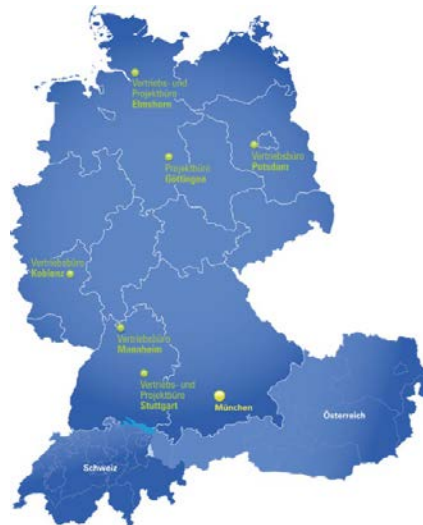 Vertriebs- und
Projektbüro
Elmshorn
Projektbüro
Göttingen
Vertriebsbüro
Potsdam
Vertriebsbüro
Koblenz
Vertriebsbüro
Mannheim
Vertriebs- und
Projektbüro
Stuttgart
München
Österreich
Schweiz